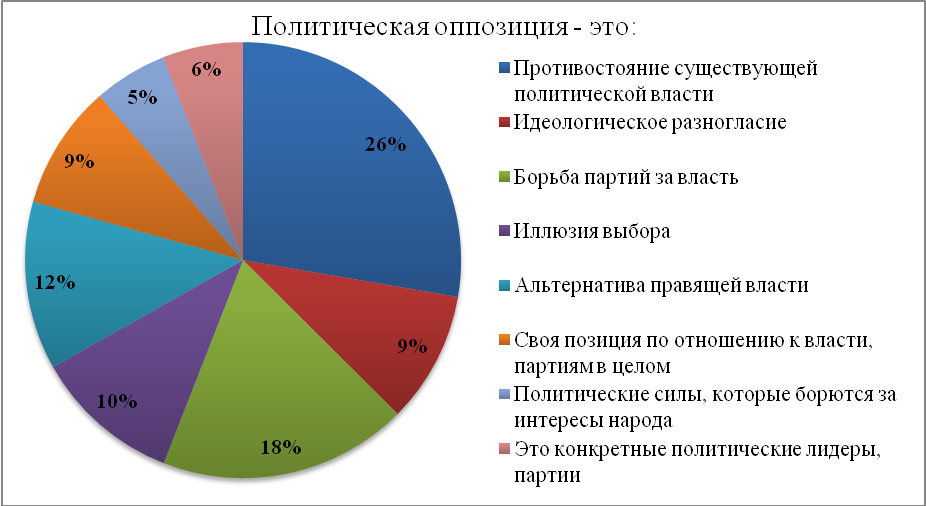 Политическая оппозиция - это:
6%
5%
26%
9%
12%
9%
10%
18%
Противостояние существующей
политической власти
Идеологическое разногласие
Борьба партий за власть
Иллюзия выбора
Альтернатива правящей власти
Своя позиция по отношению к власти,
партиям в целом
Политические силы, которые борются за
интересы народа
Это конкретные политические лидеры,
партии